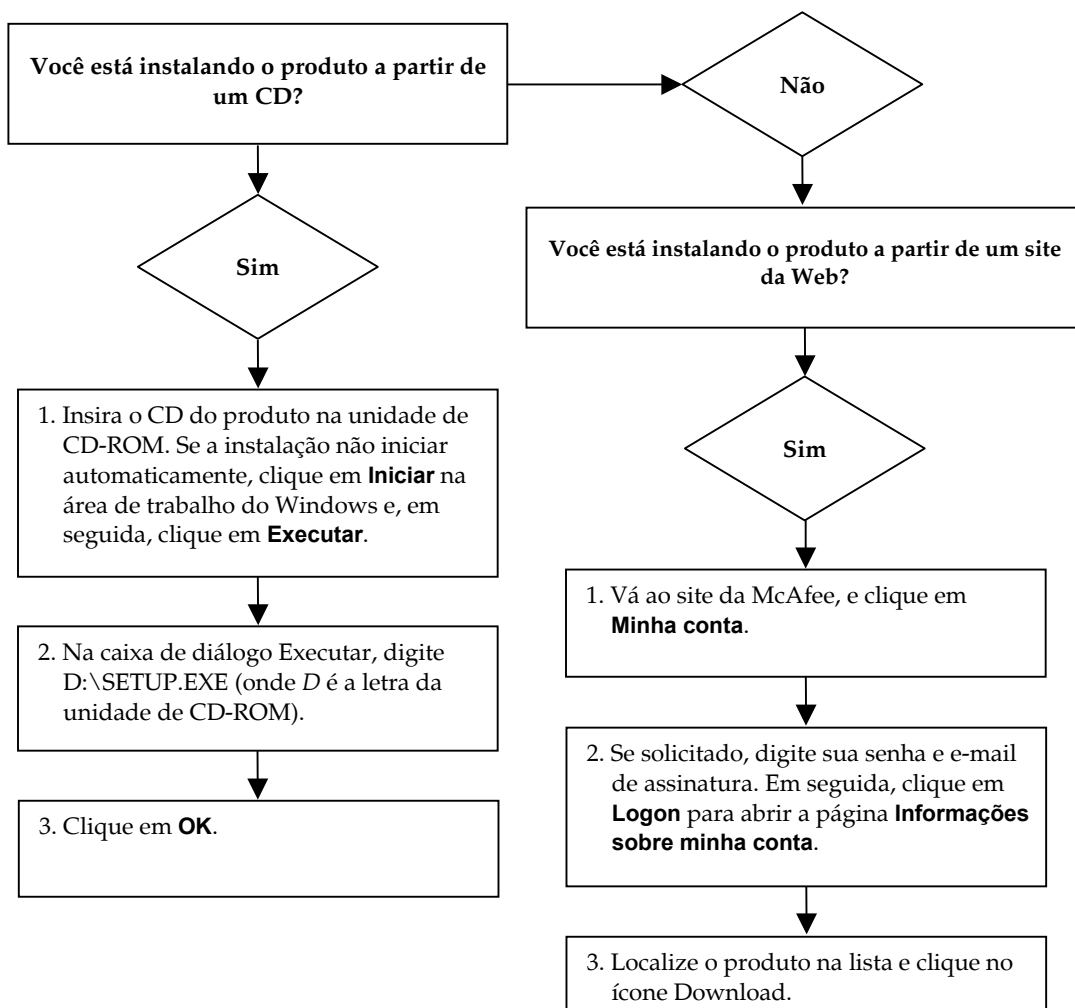 Você está instalando o produto a partir de
um CD?
Não
Sim
Você está instalando o produto a partir de um site
da Web?
Sim
1. Insira o CD do produto na unidade de
CD-ROM. Se a instalação não iniciar
automaticamente, clique em Iniciar na
área de trabalho do Windows e, em
seguida, clique em Executar.
2. Na caixa de diálogo Executar, digite
D:\SETUP.EXE (onde D é a letra da
unidade de CD-ROM).
3. Clique em OK.
1. Vá ao site da McAfee, e clique em
Minha conta.
2. Se solicitado, digite sua senha e e-mail
de assinatura. Em seguida, clique em
Logon para abrir a página Informações
sobre minha conta.
3. Localize o produto na lista e clique no
ícone Download.